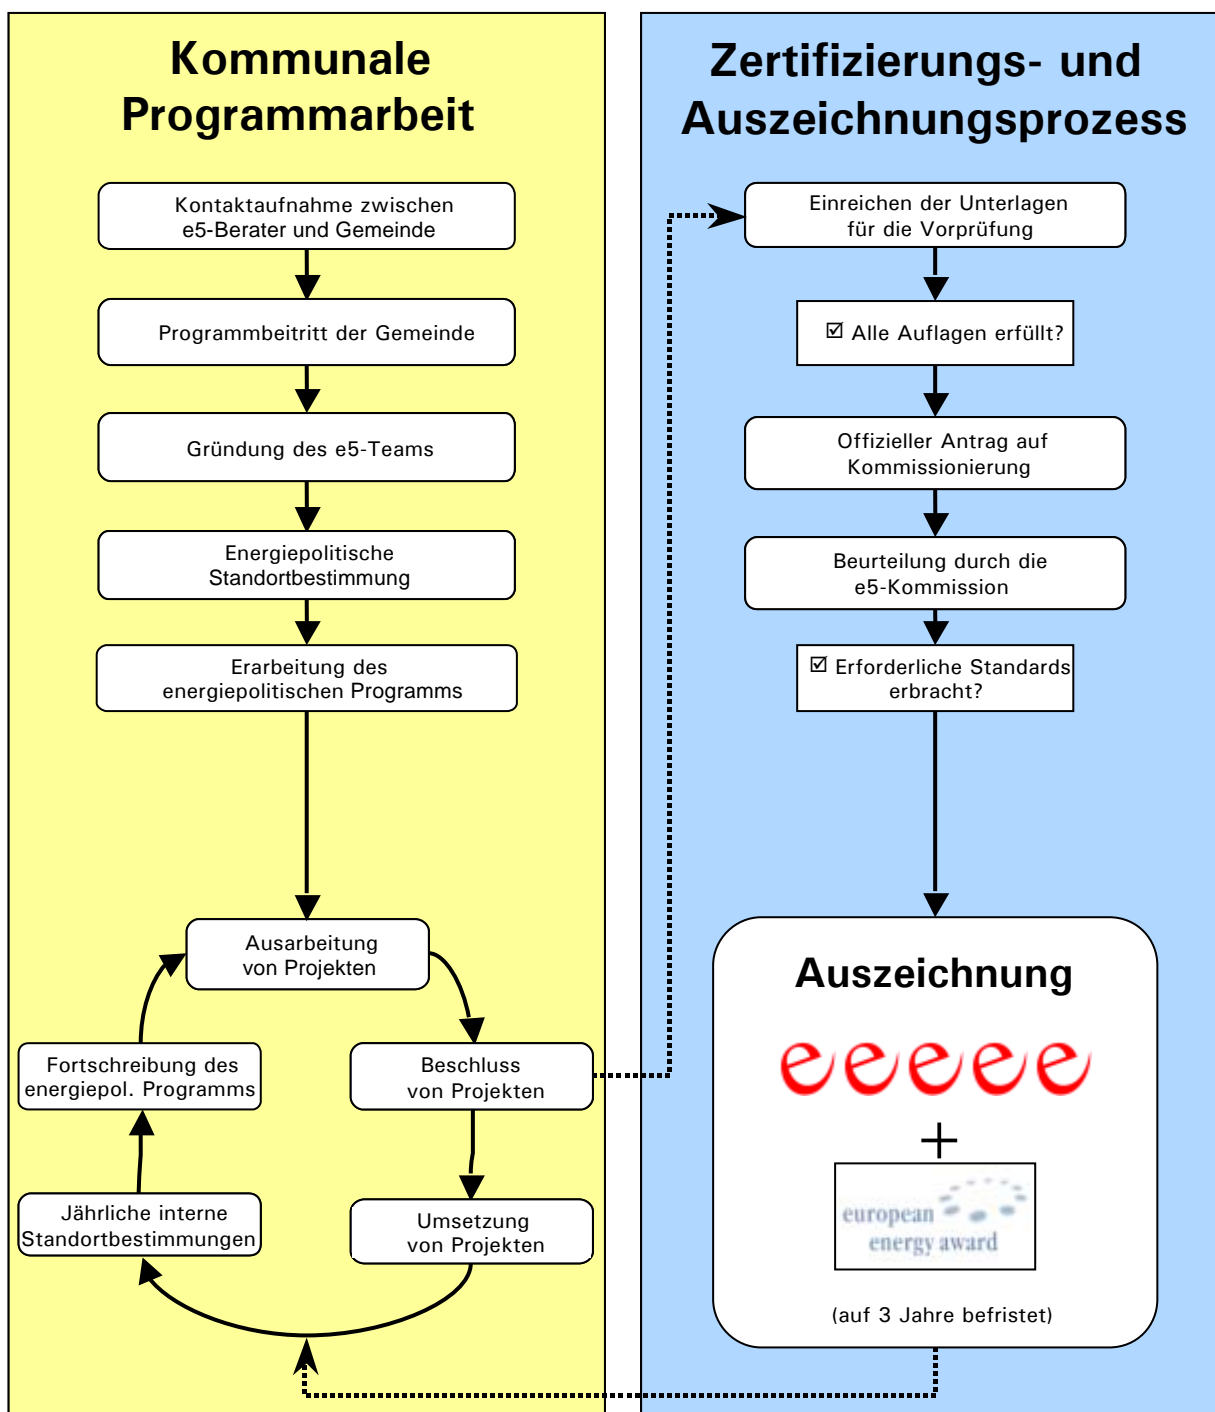 Kommunale
Programmarbeit
Kontaktaufnahme zwischen
e5-Berater und Gemeinde
Programmbeitritt der Gemeinde
Gründung des e5-Teams
Energiepolitische
Standortbestimmung
Erarbeitung des
energiepolitischen Programms
Ausarbeitung
von Projekten
Beschluss
von Projekten
Umsetzung
von Projekten
Jährliche interne
Standortbestimmungen
Fortschreibung des
energiepol. Programms
Zertifizierungs- und
Auszeichnungsprozess
Einreichen der Unterlagen
für die Vorprüfung
☑ Alle Auflagen erfüllt?
Offizieller Antrag auf
Kommissionierung
Beurteilung durch die
e5-Kommission
☑ Erforderliche Standards
erbracht?
Auszeichnung
eeeee
+
european
energy award
(auf 3 Jahre befristet)